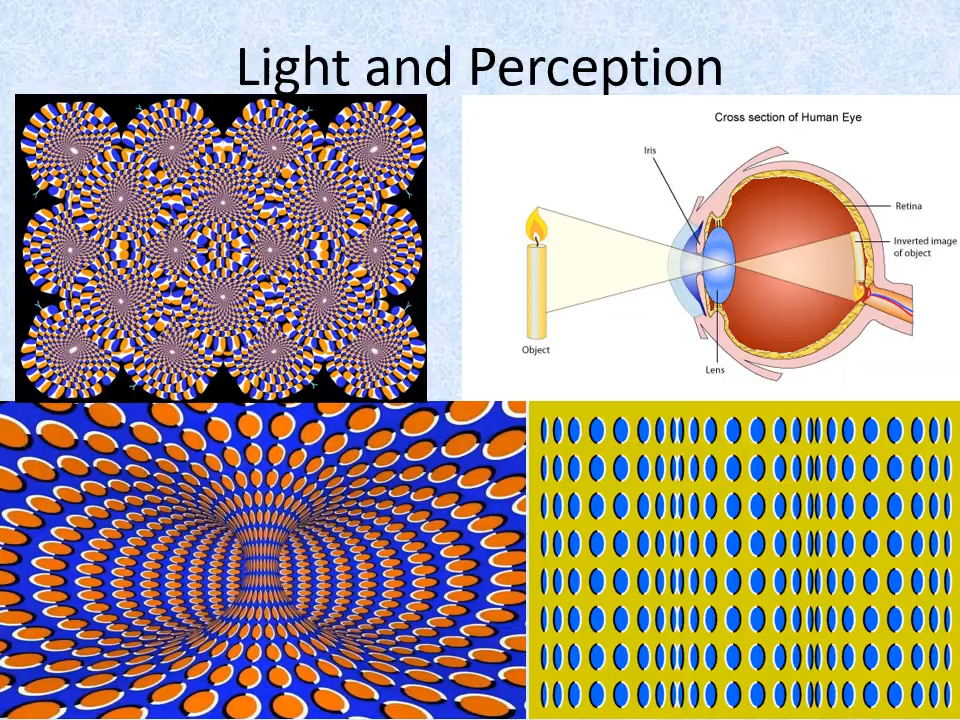 Light and Perception
Cross section of Human Eye
Iris
Retina
Inverted image
of object
Object
Lens